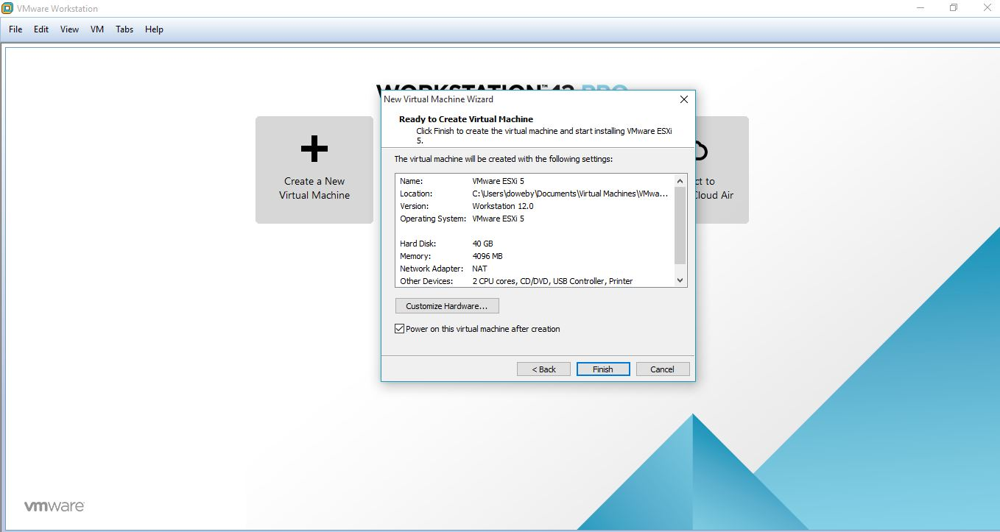 VMware Workstation
File Edit View VM Tabs Help
WORKSTATION™ 12 PRO
New Virtual Machine Wizard
Ready to Create Virtual Machine
Click Finish to create the virtual machine and start installing VMware ESXi
5.
The virtual machine will be created with the following settings:
Name: VMware ESXi 5
Location: C:\Users\doweby\Documents\Virtual Machines\VMwa...
Version: Workstation 12.0
Operating System: VMware ESXi 5
Hard Disk: 40 GB
Memory: 4096 MB
Network Adapter: NAT
Other Devices: 2 CPU cores, CD/DVD, USB Controller, Printer
Customize Hardware...
Power on this virtual machine after creation
< Back Finish Cancel
Create a New
Virtual Machine
ct to
Cloud Air
vmware